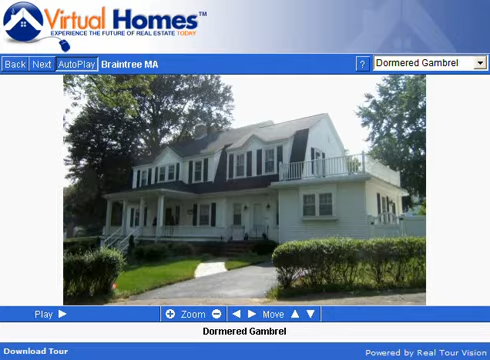 Virtual Homes™
EXPERIENCE THE FUTURE OF REAL ESTATE TODAY
Back Next AutoPlay Braintree MA ? Dormered Gambrel
Play Zoom Move
Dormered Gambrel
Download Tour Powered by Real Tour Vision